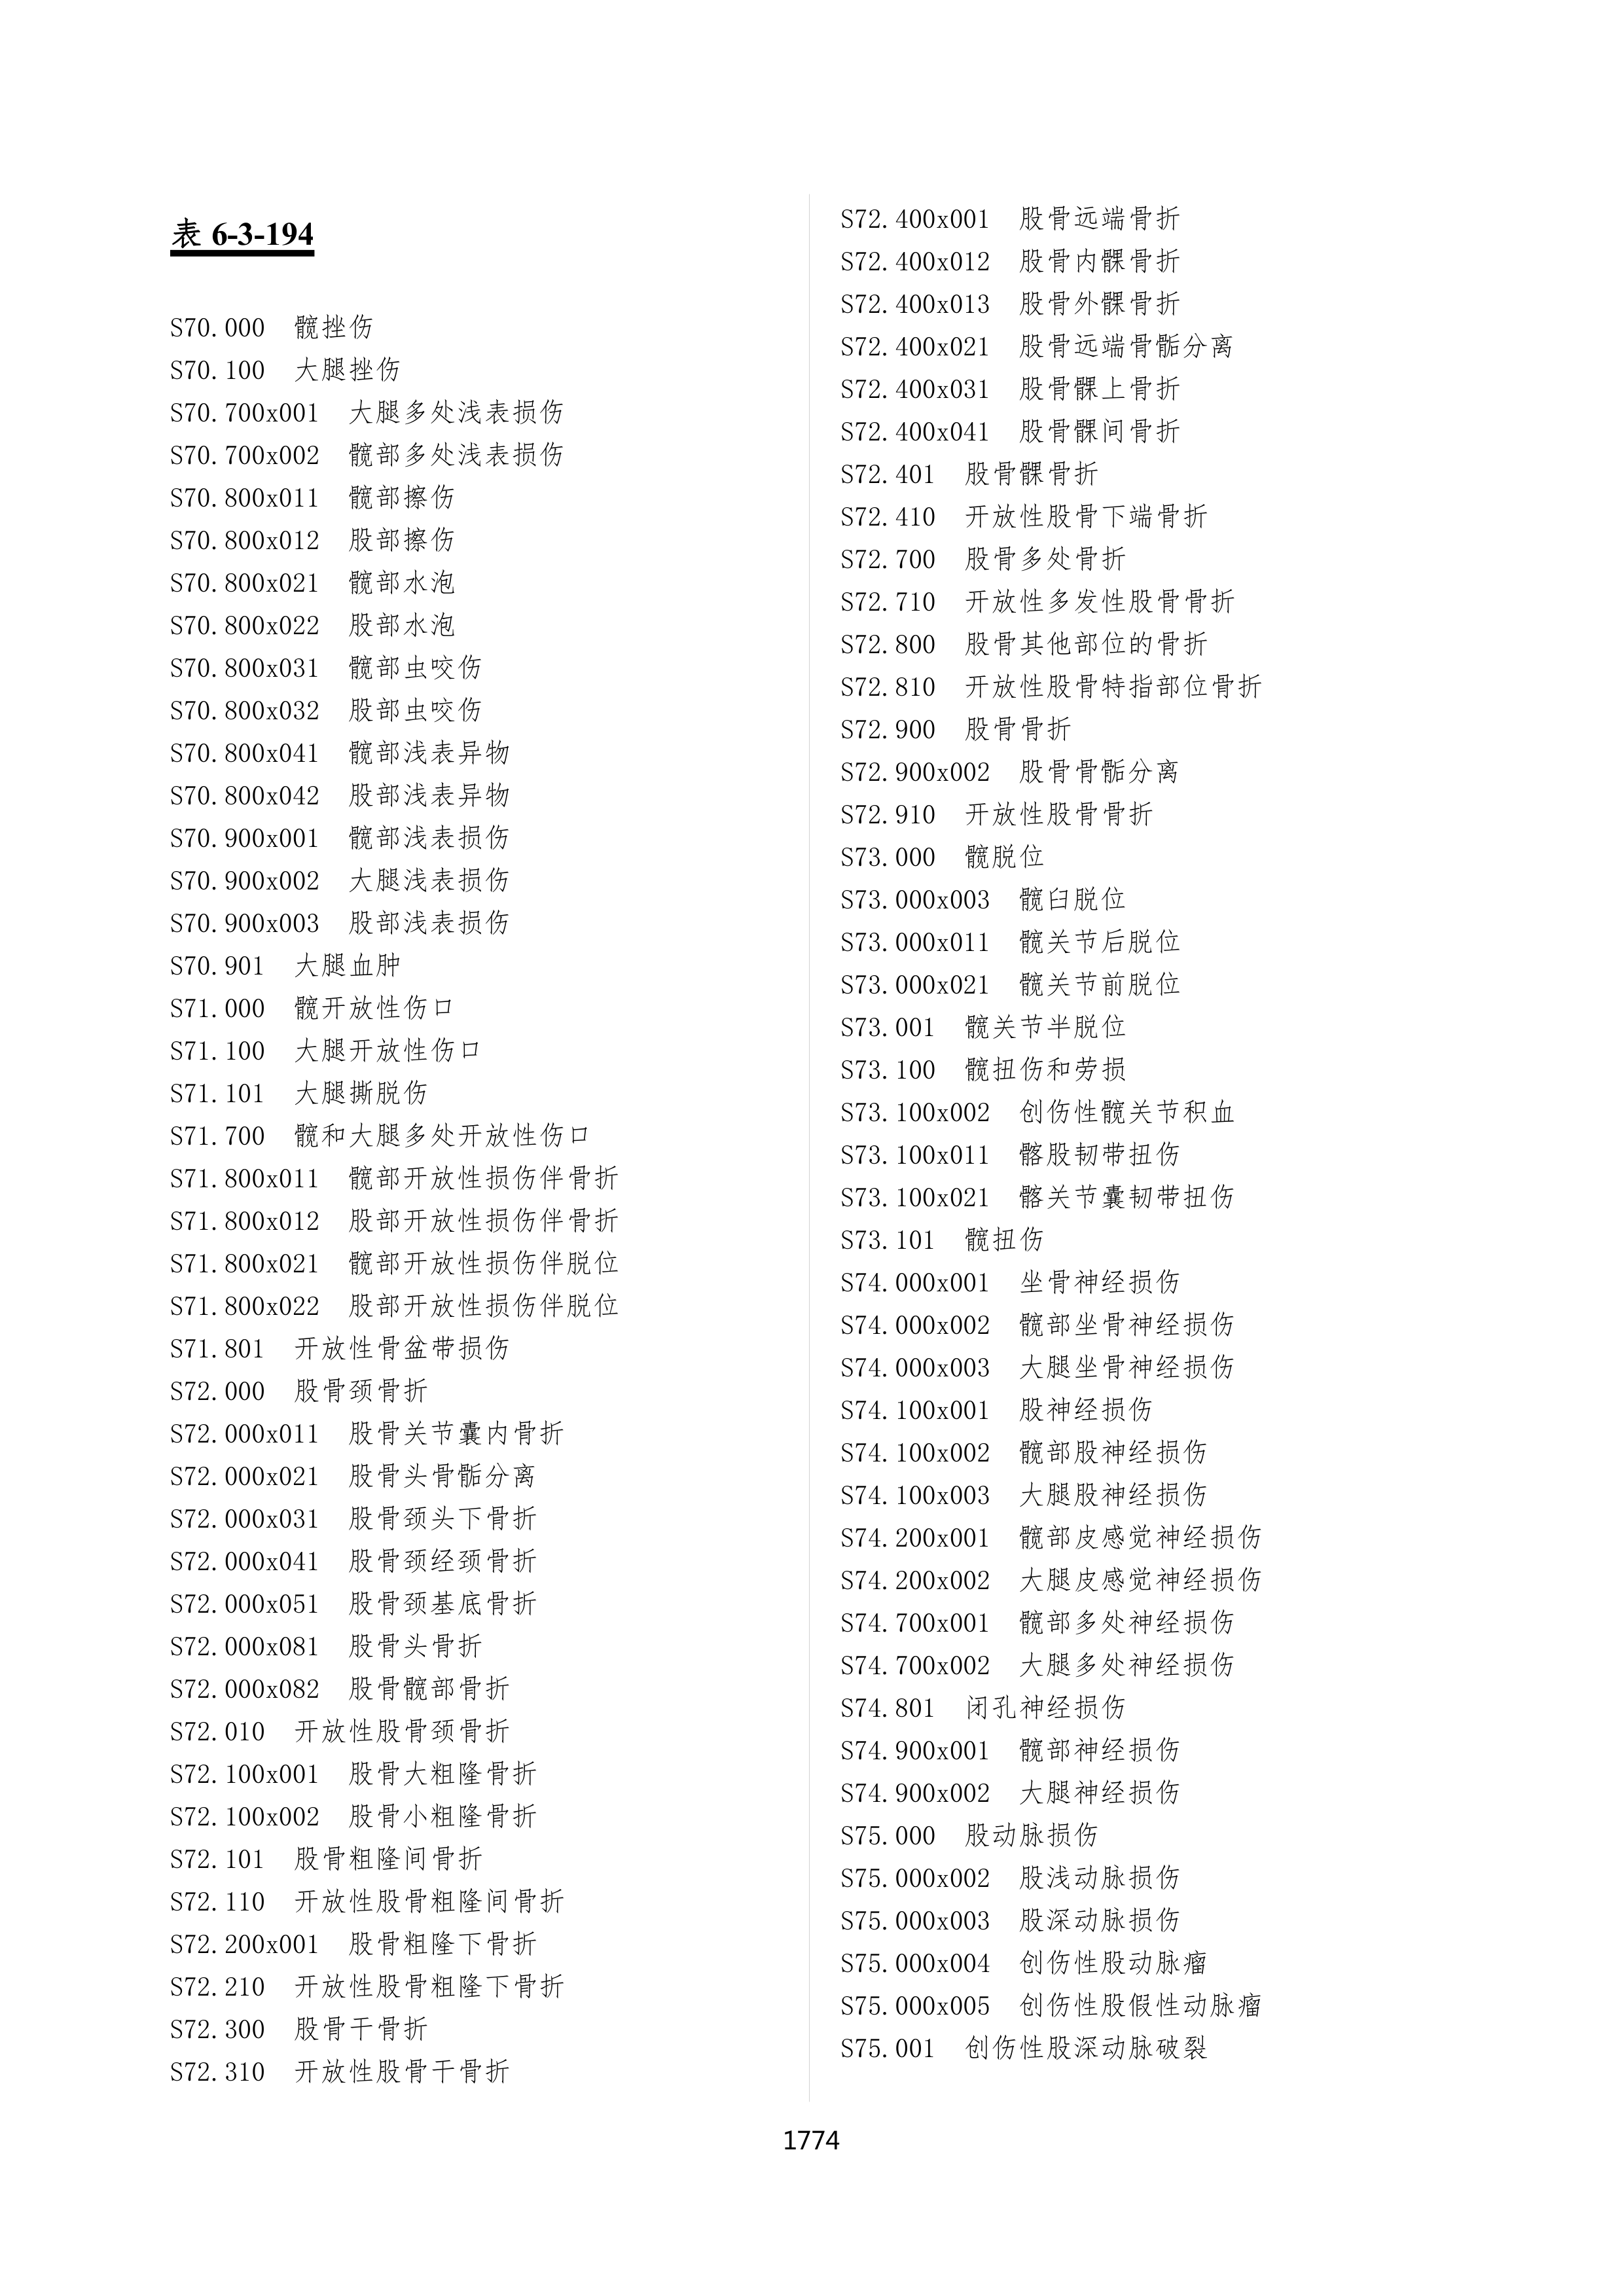 表 6-3-194
S70.000 髋挫伤
S70.100 大腿挫伤
S70.700x001 大腿多处浅表损伤
S70.700x002 髋部多处浅表损伤
S70.800x011 髋部擦伤
S70.800x012 股部擦伤
S70.800x021 髋部水泡
S70.800x022 股部水泡
S70.800x031 髋部虫咬伤
S70.800x032 股部虫咬伤
S70.800x041 髋部浅表异物
S70.800x042 股部浅表异物
S70.900x001 髋部浅表损伤
S70.900x002 大腿浅表损伤
S70.900x003 股部浅表损伤
S70.901 大腿血肿
S71.000 髋开放性伤口
S71.100 大腿开放性伤口
S71.101 大腿撕脱伤
S71.700 髋和大腿多处开放性伤口
S71.800x011 髋部开放性损伤伴骨折
S71.800x012 股部开放性损伤伴骨折
S71.800x021 髋部开放性损伤伴脱位
S71.800x022 股部开放性损伤伴脱位
S71.801 开放性骨盆带损伤
S72.000 股骨颈骨折
S72.000x011 股骨关节囊内骨折
S72.000x021 股骨头骨骺分离
S72.000x031 股骨颈头下骨折
S72.000x041 股骨颈经颈骨折
S72.000x051 股骨颈基底骨折
S72.000x081 股骨头骨折
S72.000x082 股骨髋部骨折
S72.010 开放性股骨颈骨折
S72.100x001 股骨大粗隆骨折
S72.100x002 股骨小粗隆骨折
S72.101 股骨粗隆间骨折
S72.110 开放性股骨粗隆间骨折
S72.200x001 股骨粗隆下骨折
S72.210 开放性股骨粗隆下骨折
S72.300 股骨干骨折
S72.310 开放性股骨干骨折
S72.400x001 股骨远端骨折
S72.400x012 股骨内髁骨折
S72.400x013 股骨外髁骨折
S72.400x021 股骨远端骨骺分离
S72.400x031 股骨髁上骨折
S72.400x041 股骨髁间骨折
S72.401 股骨髁骨折
S72.410 开放性股骨下端骨折
S72.700 股骨多处骨折
S72.710 开放性多发性股骨骨折
S72.800 股骨其他部位的骨折
S72.810 开放性股骨特指部位骨折
S72.900 股骨骨折
S72.900x002 股骨骨骺分离
S72.910 开放性股骨骨折
S73.000 髋脱位
S73.000x003 髋臼脱位
S73.000x011 髋关节后脱位
S73.000x021 髋关节前脱位
S73.001 髋关节半脱位
S73.100 髋扭伤和劳损
S73.100x002 创伤性髋关节积血
S73.100x011 髂股韧带扭伤
S73.100x021 髂关节囊韧带扭伤
S73.101 髋扭伤
S74.000x001 坐骨神经损伤
S74.000x002 髋部坐骨神经损伤
S74.000x003 大腿坐骨神经损伤
S74.100x001 股神经损伤
S74.100x002 髋部股神经损伤
S74.100x003 大腿股神经损伤
S74.200x001 髋部皮感觉神经损伤
S74.200x002 大腿皮感觉神经损伤
S74.700x001 髋部多处神经损伤
S74.700x002 大腿多处神经损伤
S74.801 闭孔神经损伤
S74.900x001 髋部神经损伤
S74.900x002 大腿神经损伤
S75.000 股动脉损伤
S75.000x002 股浅动脉损伤
S75.000x003 股深动脉损伤
S75.000x004 创伤性股动脉瘤
S75.000x005 创伤性股假性动脉瘤
S75.001 创伤性股深动脉破裂
1774